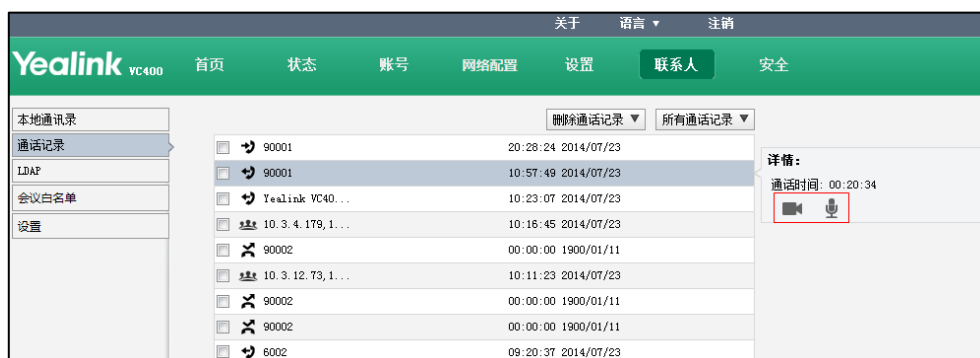 关于 语言 ▼ 注销
Yealink VC400 首页 状态 账号 网络配置 设置 联系人 安全
本地通讯录
通话记录
LDAP
会议白名单
设置
删除通话记录 ▼ 所有通话记录 ▼
90001 20:28:24 2014/07/23
90001 10:57:49 2014/07/23
Yealink VC40... 10:23:07 2014/07/23
10.3.4.179,1... 10:16:45 2014/07/23
90002 00:00:00 1900/01/11
10.3.12.73,1... 10:11:23 2014/07/23
90002 00:00:00 1900/01/11
90002 00:00:00 1900/01/11
6002 09:20:37 2014/07/23
详情:
通话时间: 00:20:34